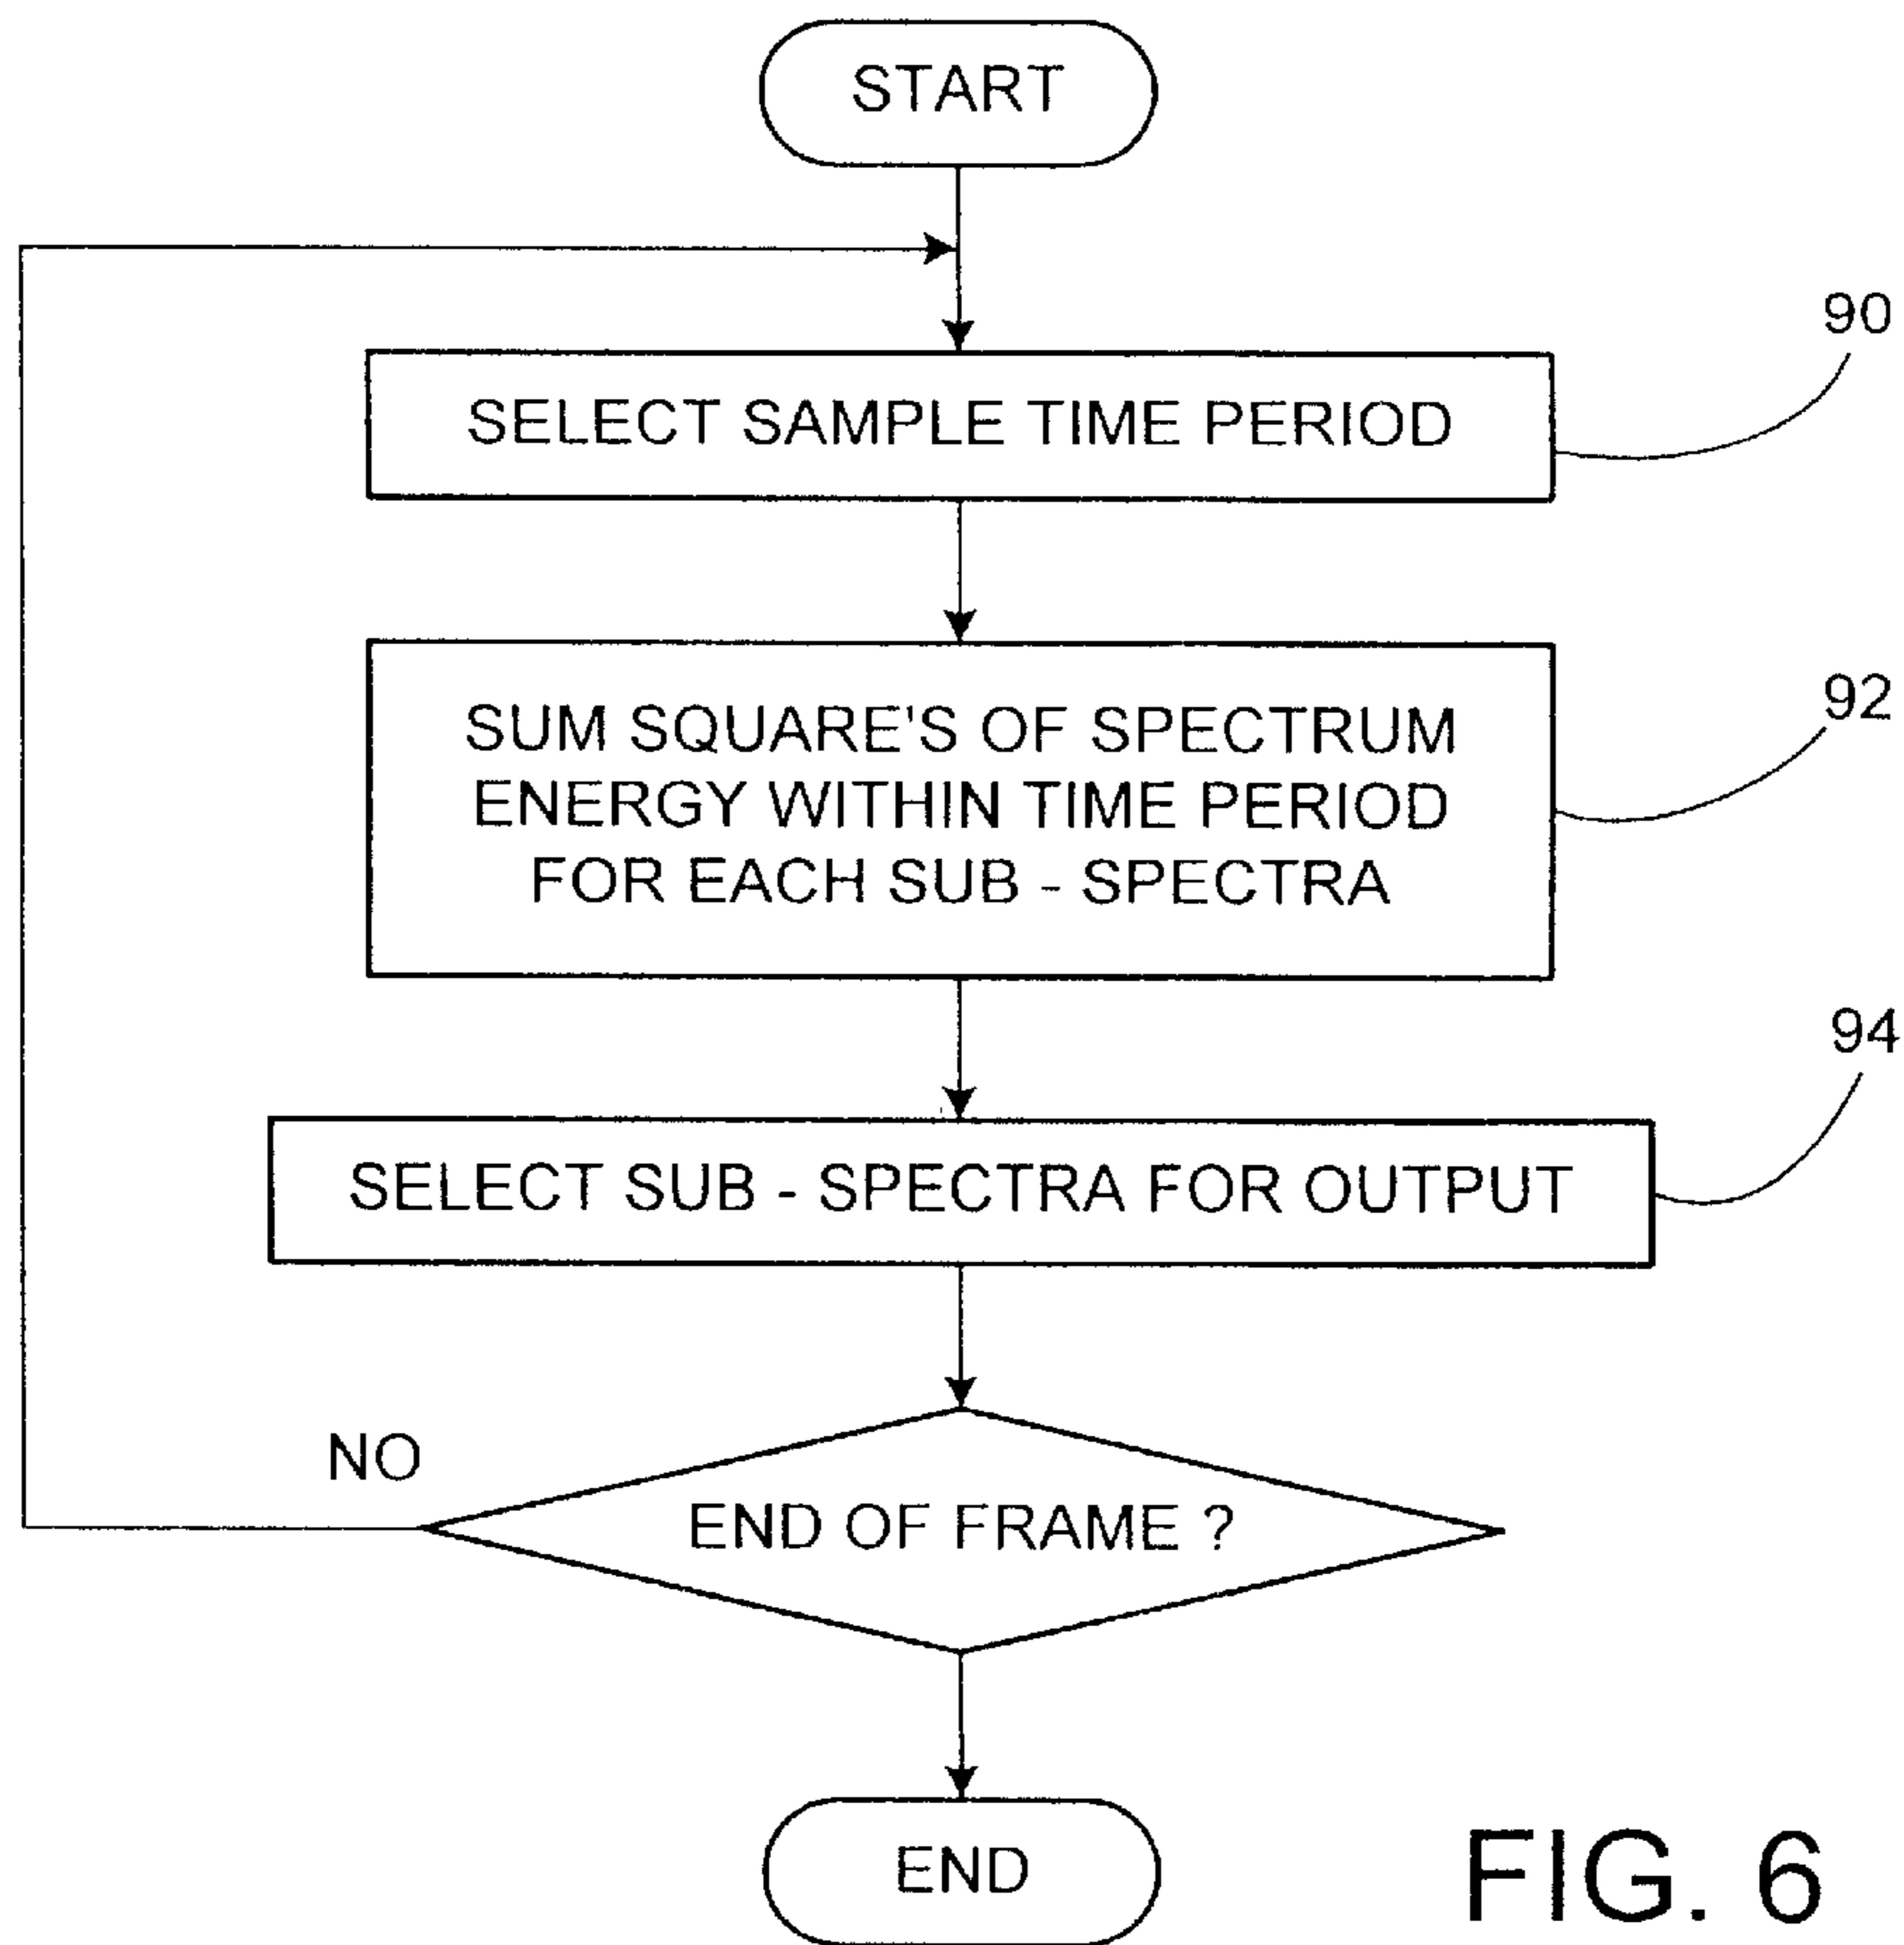 START
90
SELECT SAMPLE TIME PERIOD
92
SUM SQUARE'S OF SPECTRUM
ENERGY WITHIN TIME PERIOD
FOR EACH SUB - SPECTRA
94
SELECT SUB - SPECTRA FOR OUTPUT
NO
END OF FRAME ?
END
FIG. 6